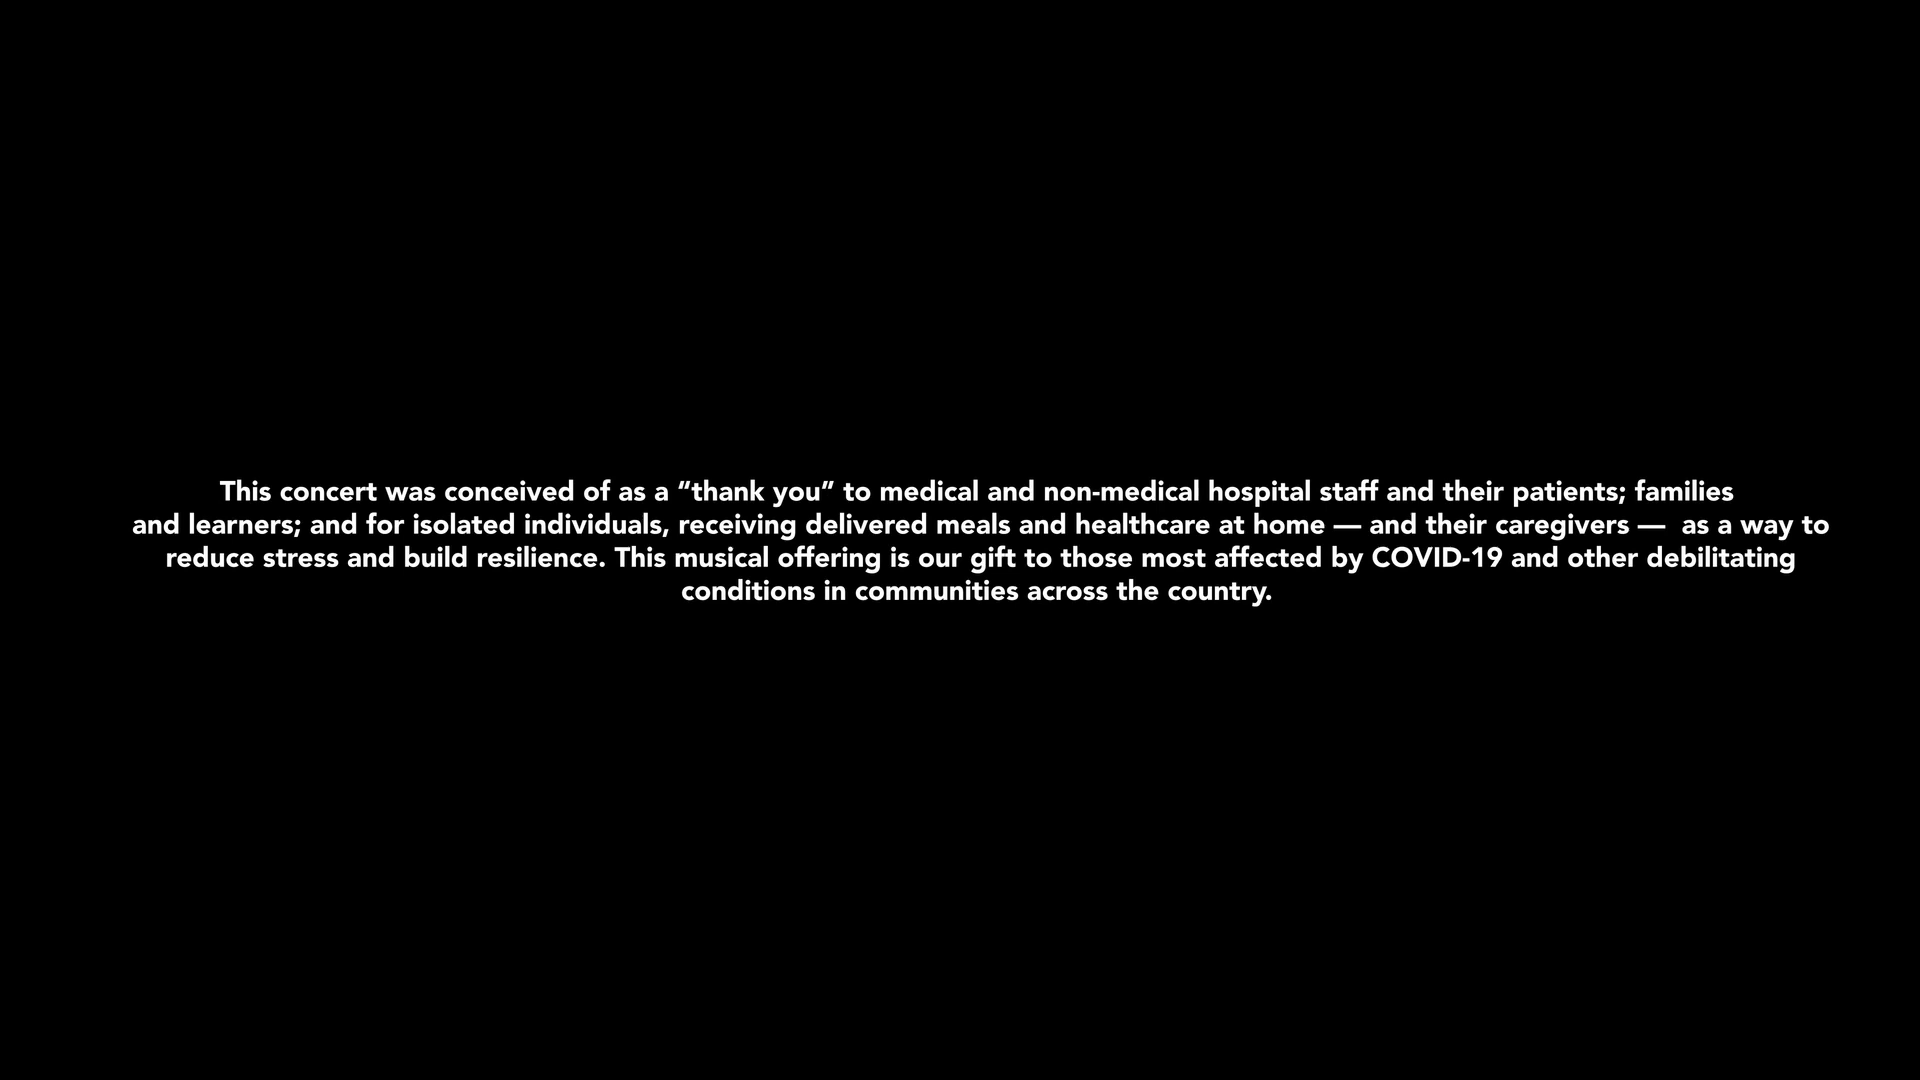 This concert was conceived of as a “thank you” to medical and non-medical hospital staff and their patients; families
and learners; and for isolated individuals, receiving delivered meals and healthcare at home — and their caregivers —  as a way to
reduce stress and build resilience. This musical offering is our gift to those most affected by COVID-19 and other debilitating
conditions in communities across the country.